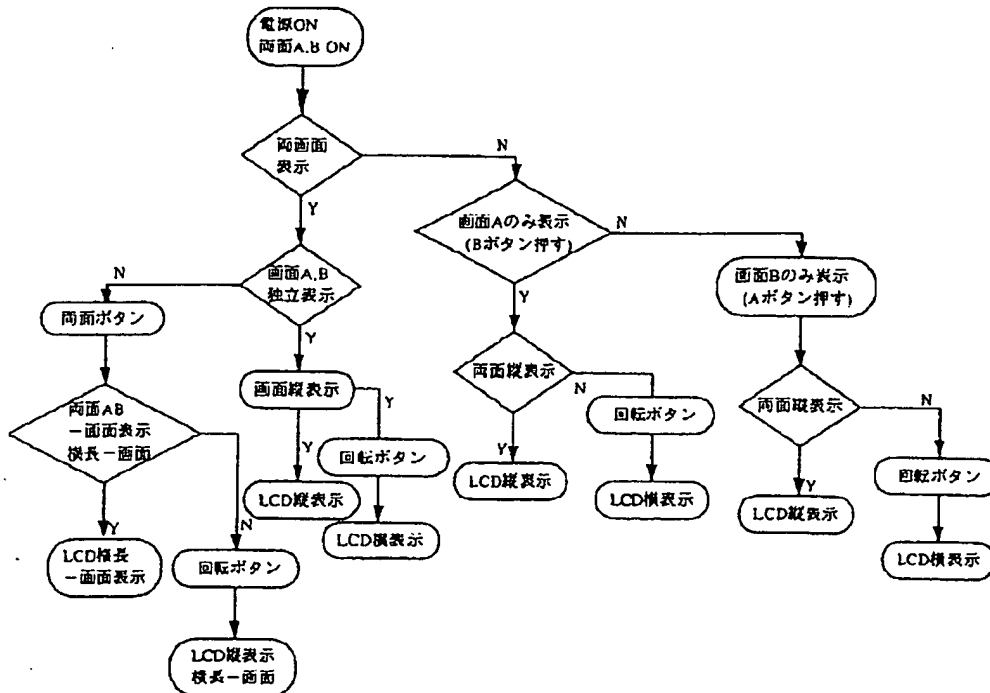 電源ON
両面A.B ON
両画面
表示
N
Y
画面Aのみ表示
(Bボタン押す)
N
画面A.B
独立表示
N
画面Bのみ表示
(Aボタン押す)
Y
両面ボタン
Y
両面縦表示
N
画面縦表示
Y
両面縦表示
N
両面AB
一面面表示
横長一画面
回転ボタン
Y
Y
回転ボタン
回転ボタン
LCD縦表示
LCD縦表示
LCD横表示
Y
LCD縦表示
N
Y
LCD横表示
LCD横長
一画面表示
回転ボタン
LCD横表示
LCD縦表示
横長一画面